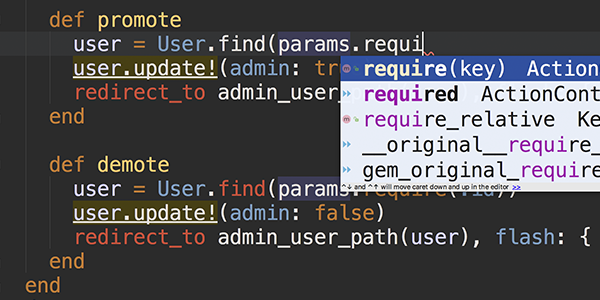 def promote
user = User.find(params.requi
user.update!(admin: tr
require(key) Action
redirect_to admin_user_
required ActionCont
end
require_relative Ke
__original__require_
def demote
gem_original_require
user = User.find(params.require(:id))
^↓ and ^↑ will move caret down and up in the editor >>
user.update!(admin: false)
redirect_to admin_user_path(user), flash: {
end
end